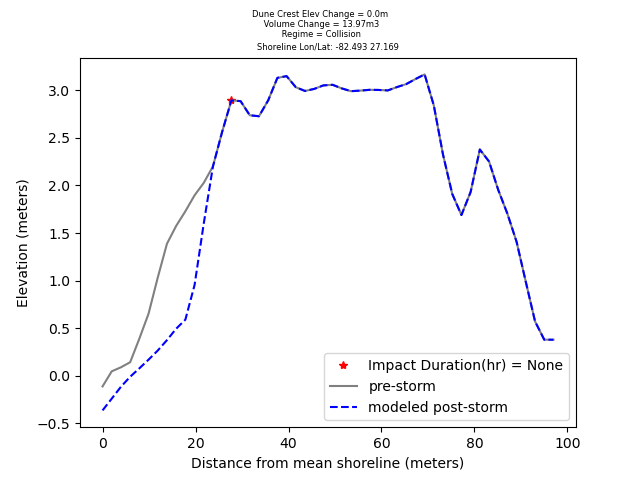 Dune Crest Elev Change = 0.0m
Volume Change = 13.97m3
Regime = Collision
Shoreline Lon/Lat: -82.493 27.169
3.0
2.5
2.0
1.5
1.0
0.5
0.0
−0.5
Elevation (meters)
Impact Duration(hr) = None
pre-storm
modeled post-storm
0 20 40 60 80 100
Distance from mean shoreline (meters)